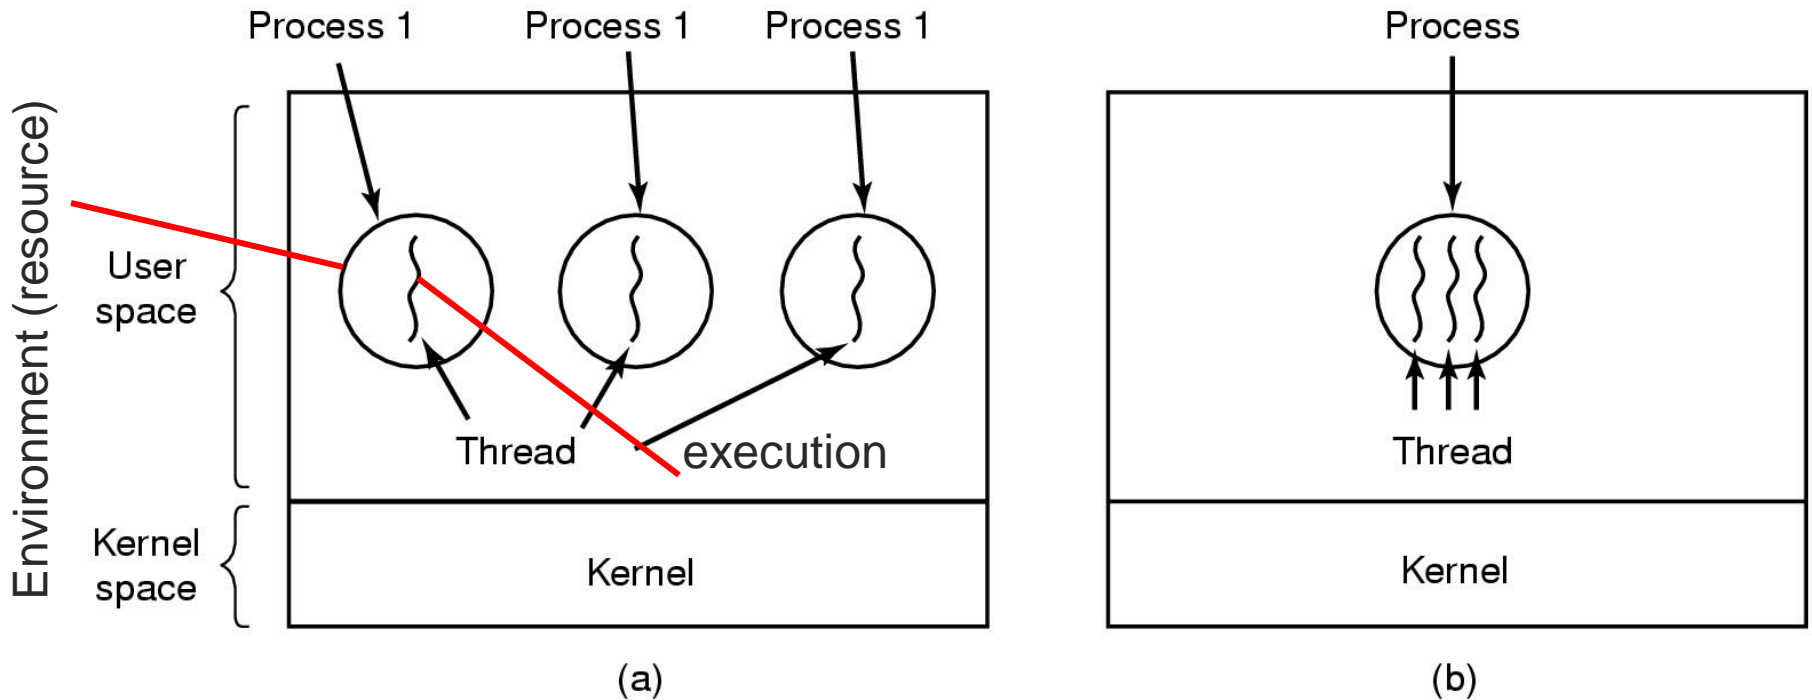 Process 1
Process 1
Process 1
Process
Environment (resource)
User
space
Thread
execution
Thread
Kernel
space
Kernel
Kernel
(a)
(b)